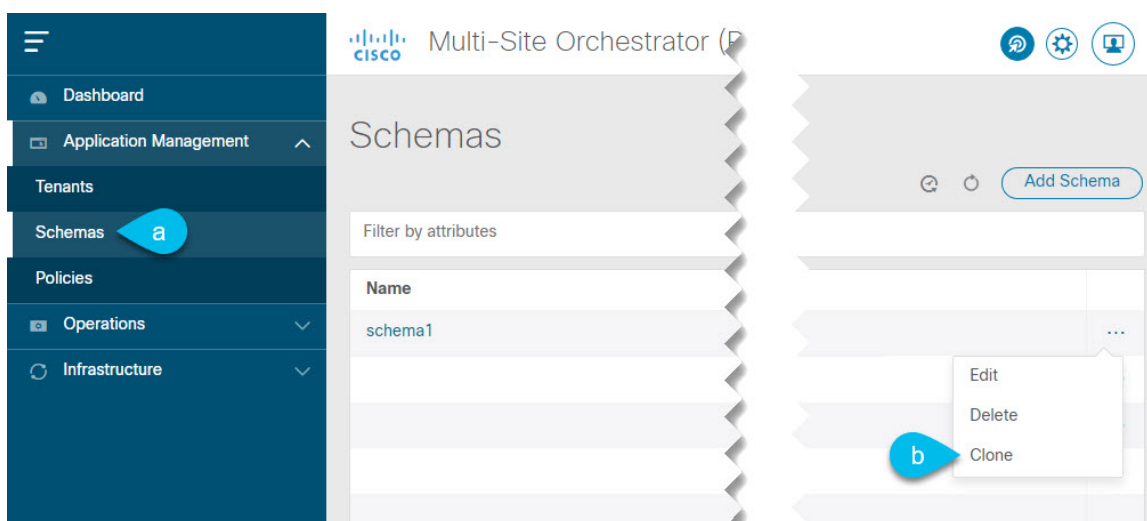 CISCO
Multi-Site Orchestrator (
Dashboard
Application Management
Tenants
Schemas
a
Policies
Operations
Infrastructure
Schemas
Add Schema
Filter by attributes
Name
schema1
...
Edit
Delete
b
Clone